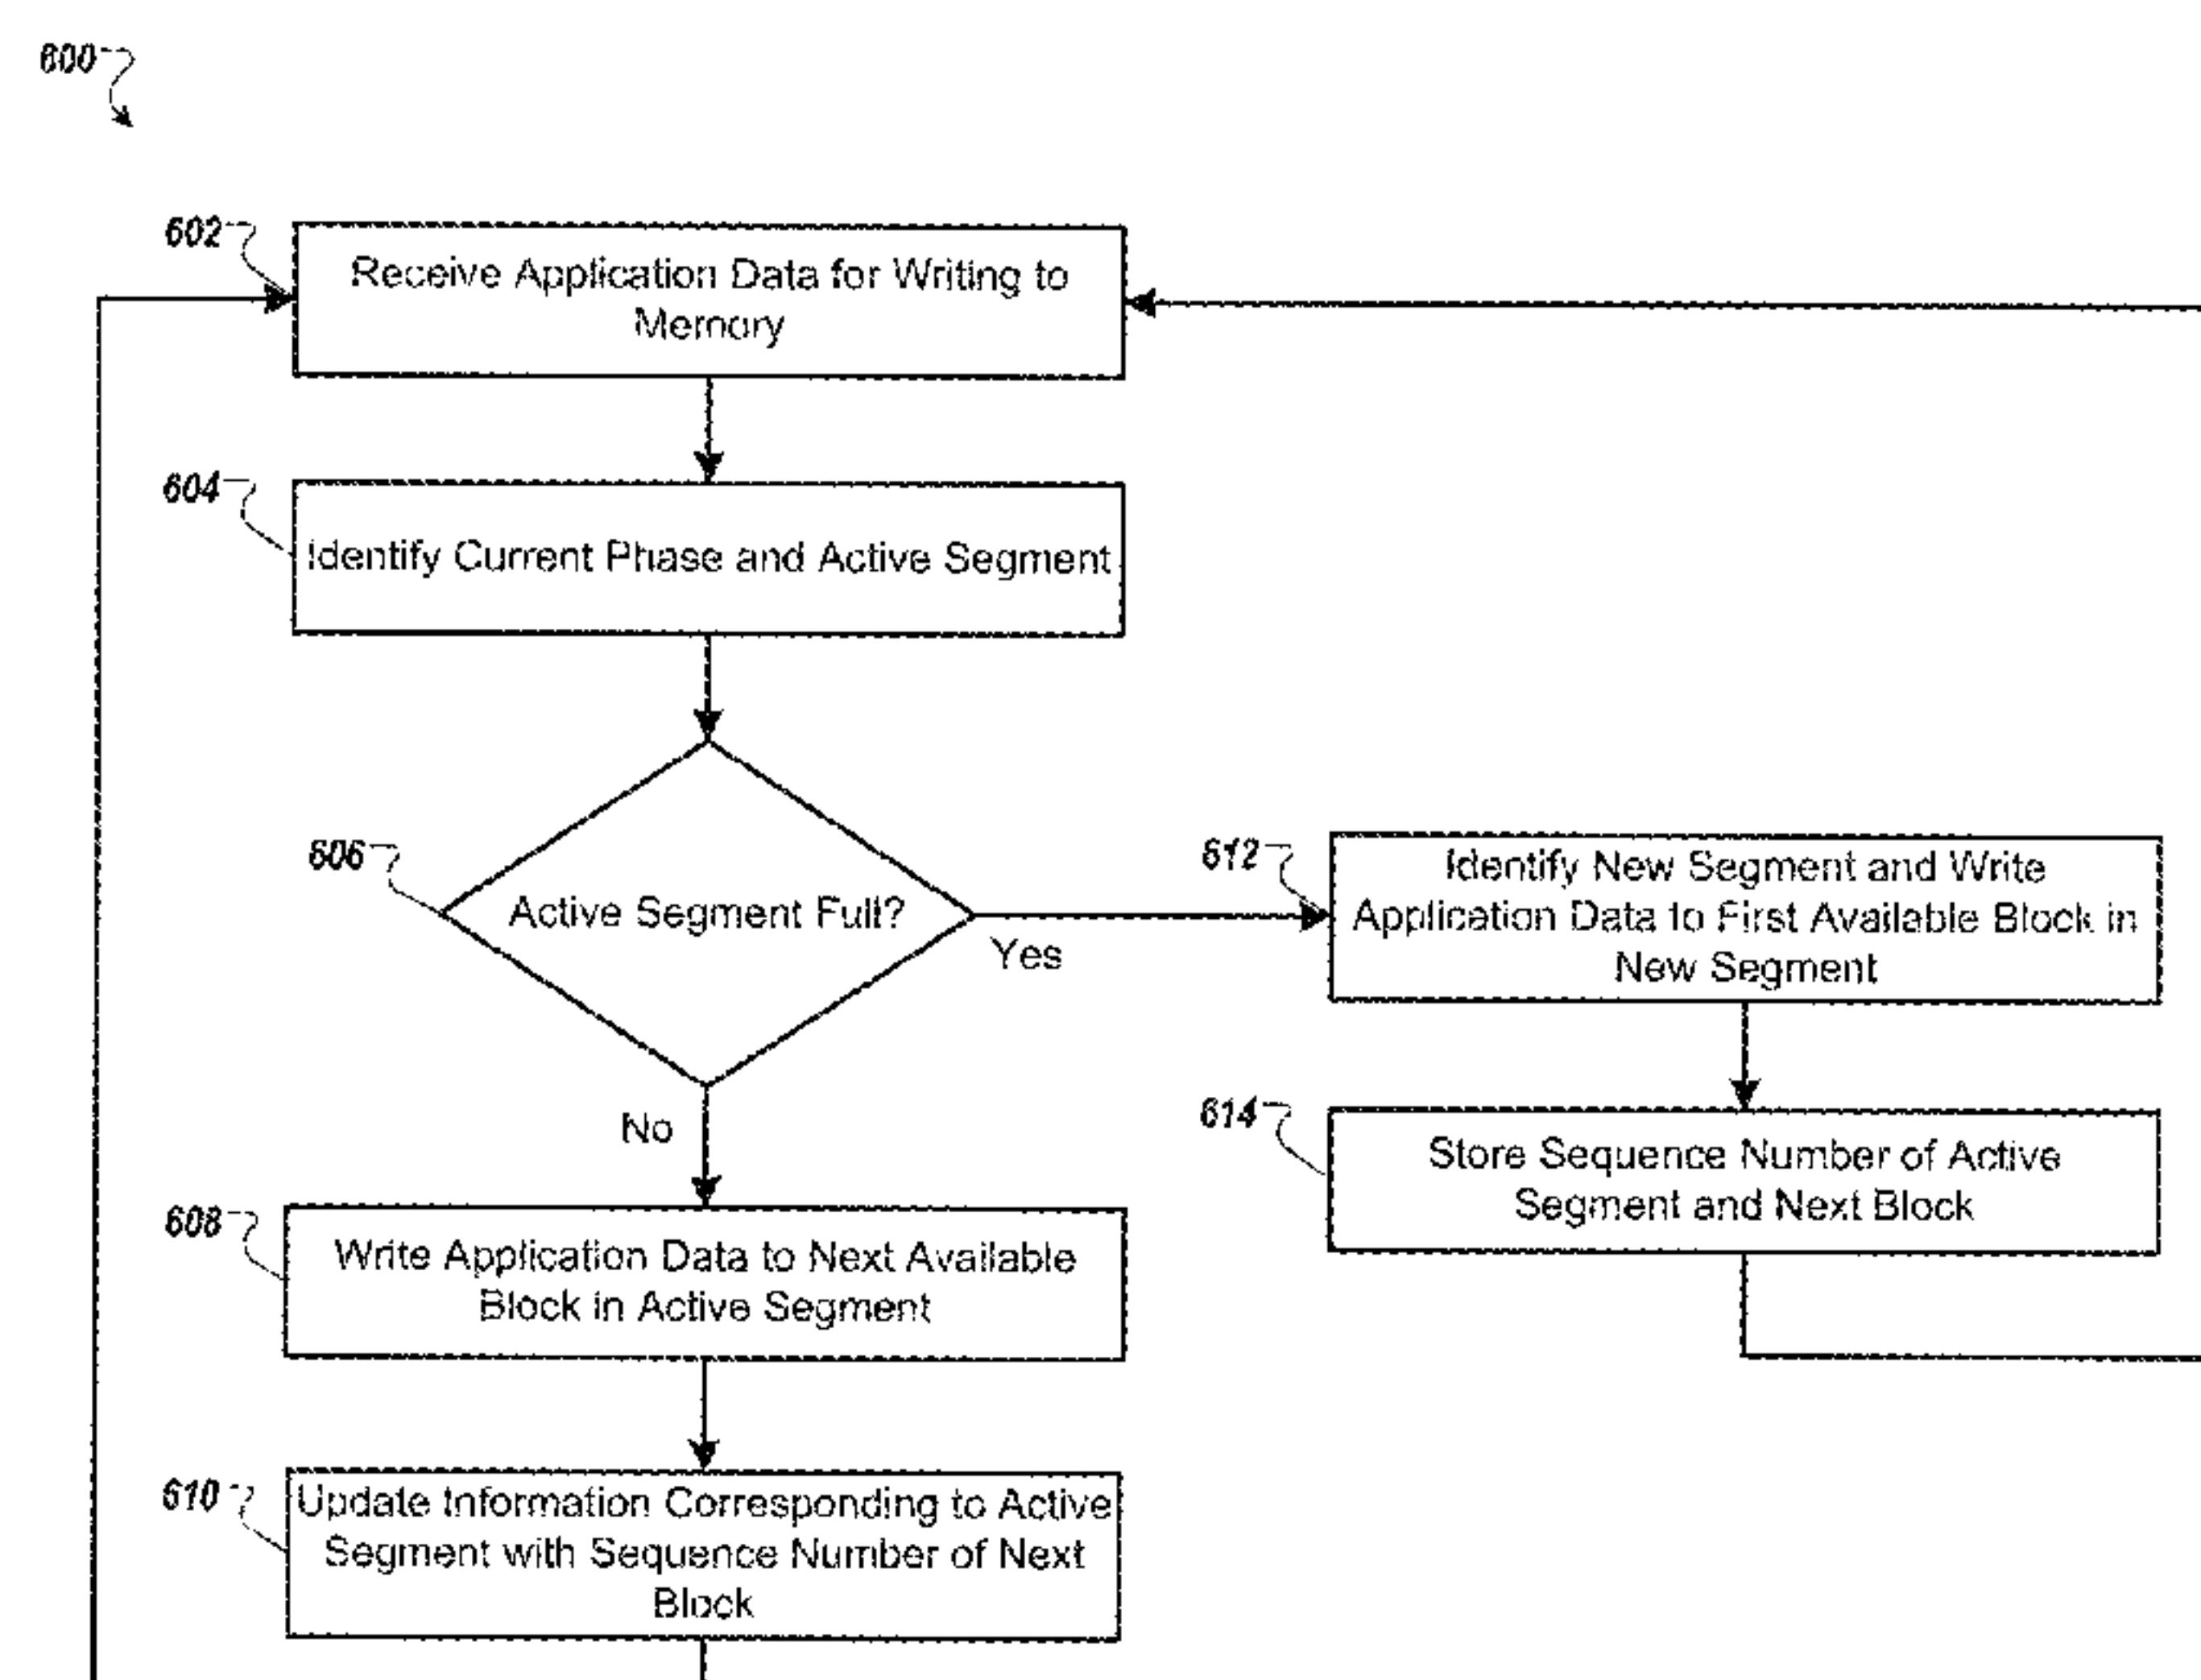 600
602
Receive Application Data for Writing to
Memory
604
Identify Current Phase and Active Segment
606
Active Segment Full?
Yes
612
Identify New Segment and Write
Application Data to First Available Block in
New Segment
No
614
Store Sequence Number of Active
Segment and Next Block
608
Write Application Data to Next Available
Block in Active Segment
610
Update Information Corresponding to Active
Segment with Sequence Number of Next
Block